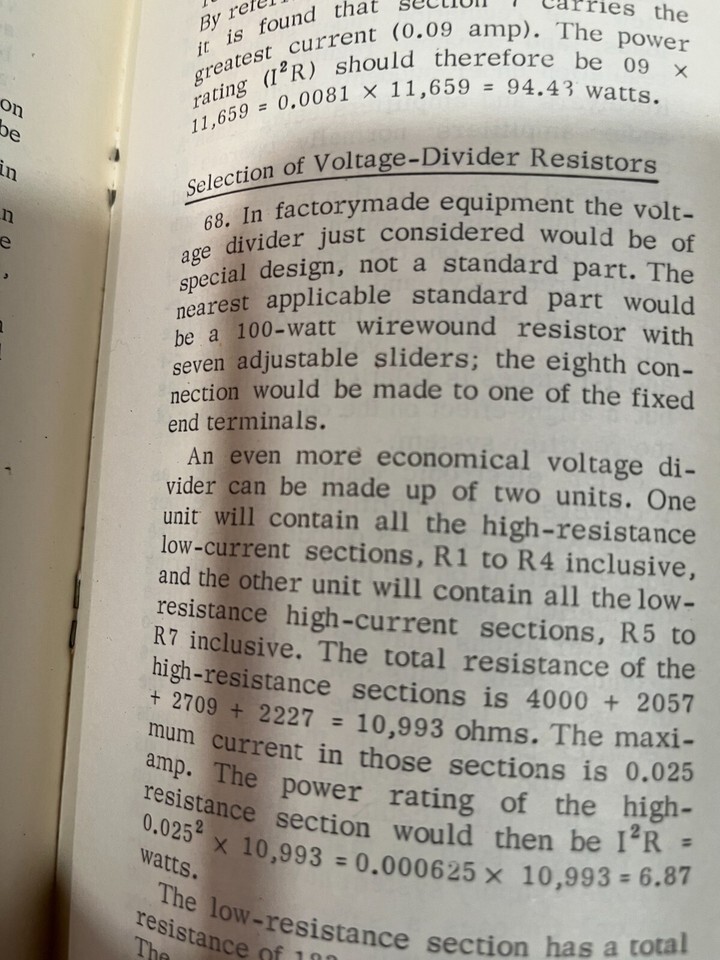 By
it is found that section 7 carries the
greatest current (0.09 amp). The power
rating (I²R) should therefore be 09 ×
11,659 = 0.0081 × 11,659 = 94.43 watts.
Selection of Voltage-Divider Resistors
68. In factorymade equipment the volt-
age divider just considered would be of
special design, not a standard part. The
nearest applicable standard part would
be a 100-watt wirewound resistor with
seven adjustable sliders; the eighth con-
nection would be made to one of the fixed
end terminals.
An even more economical voltage di-
vider can be made up of two units. One
unit will contain all the high-resistance
low-current sections, R1 to R4 inclusive,
and the other unit will contain all the low-
resistance high-current sections, R5 to
R7 inclusive. The total resistance of the
high-resistance sections is 4000 + 2057
+ 2709 + 2227 = 10,993 ohms. The maxi-
mum current in those sections is 0.025
amp. The power rating of the high-
resistance section would then be I²R =
0.025² × 10,993 = 0.000625 × 10,993 = 6.87
watts.
The low-resistance section has a total
resistance of
The